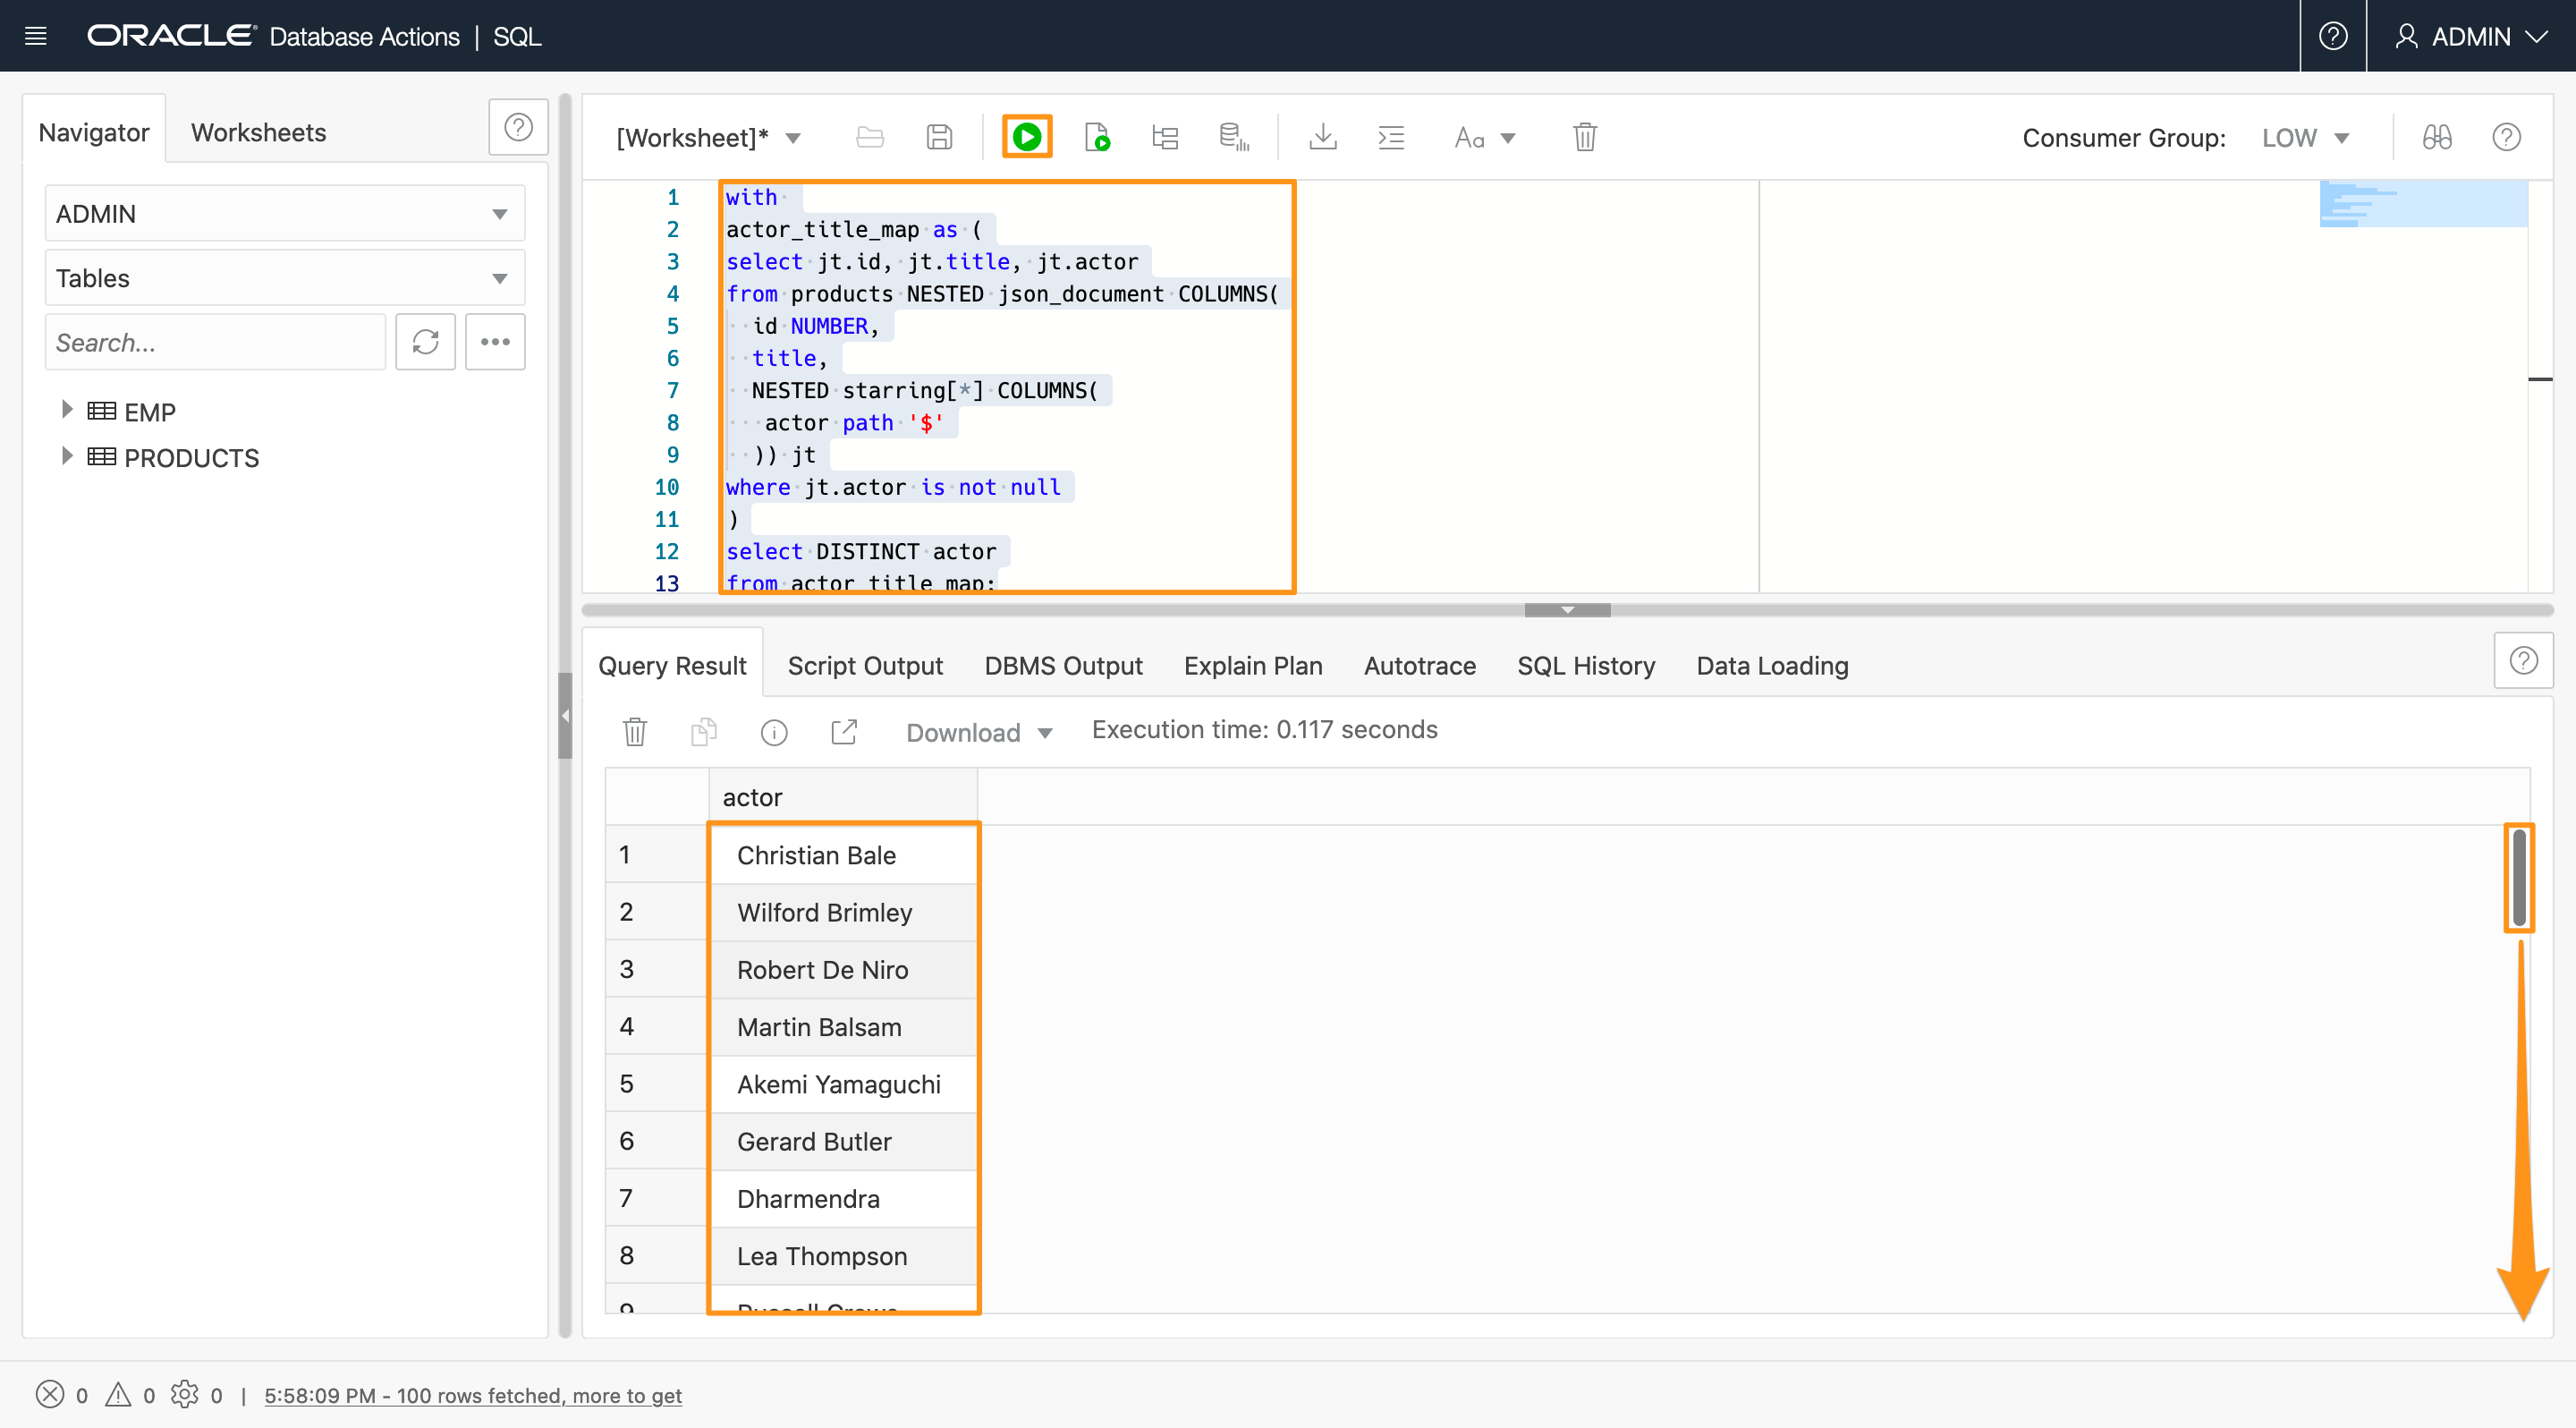 ORACLE Database Actions | SQL
ADMIN
Navigator
Worksheets
ADMIN
Tables
Search...
EMP
PRODUCTS
[Worksheet]*
Aa
Consumer Group: LOW
1 with
2 actor_title_map as (
3 select jt.id, jt.title, jt.actor
4 from products NESTED json_document COLUMNS(
5 id NUMBER,
6 title,
7 NESTED starring[*] COLUMNS(
8 actor path '$'
9 )) jt
10 where jt.actor is not null
11 )
12 select DISTINCT actor
13 from actor_title_map;
Query Result
Script Output
DBMS Output
Explain Plan
Autotrace
SQL History
Data Loading
Download
Execution time: 0.117 seconds
actor
1 Christian Bale
2 Wilford Brimley
3 Robert De Niro
4 Martin Balsam
5 Akemi Yamaguchi
6 Gerard Butler
7 Dharmendra
8 Lea Thompson
9 Russell Crowe
0 0 0 | 5:58:09 PM - 100 rows fetched, more to get